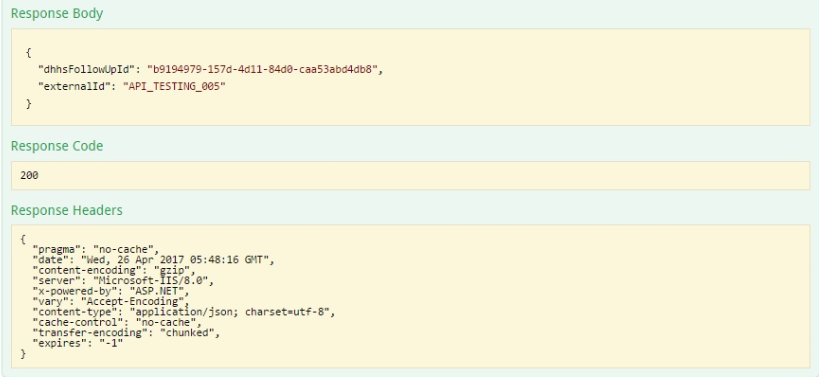 Response Body
{
"dhhsFollowUpId": "b9194979-157d-4d11-84d0-caa53abd4db8",
"externalId": "API_TESTING_005"
}
Response Code
200
Response Headers
{
"pragma": "no-cache",
"date": "Wed, 26 Apr 2017 05:48:16 GMT",
"content-encoding": "gzip",
"server": "Microsoft-IIS/8.0",
"x-powered-by": "ASP.NET",
"vary": "Accept-Encoding",
"content-type": "application/json; charset=utf-8",
"cache-control": "no-cache",
"transfer-encoding": "chunked",
"expires": "-1"
}